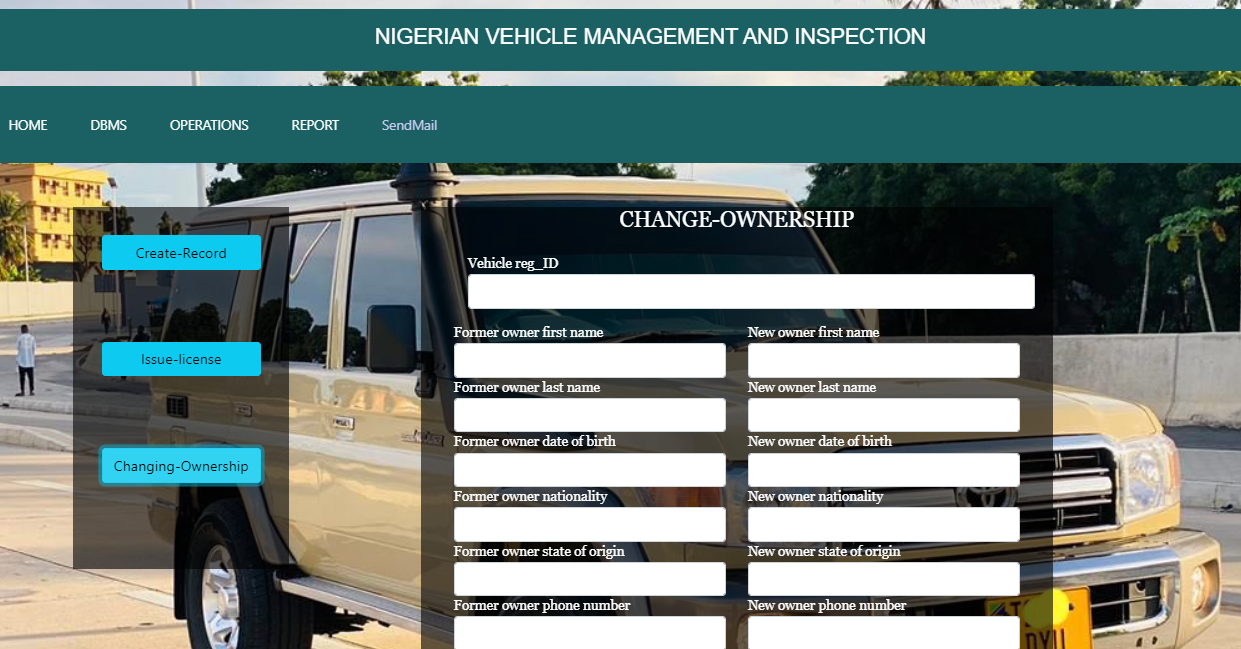 NIGERIAN VEHICLE MANAGEMENT AND INSPECTION
HOME DBMS OPERATIONS REPORT SendMail
Create-Record
Issue-license
Changing-Ownership
CHANGE-OWNERSHIP
Vehicle reg_ID
Former owner first name New owner first name
Former owner last name New owner last name
Former owner date of birth New owner date of birth
Former owner nationality New owner nationality
Former owner state of origin New owner state of origin
Former owner phone number New owner phone number